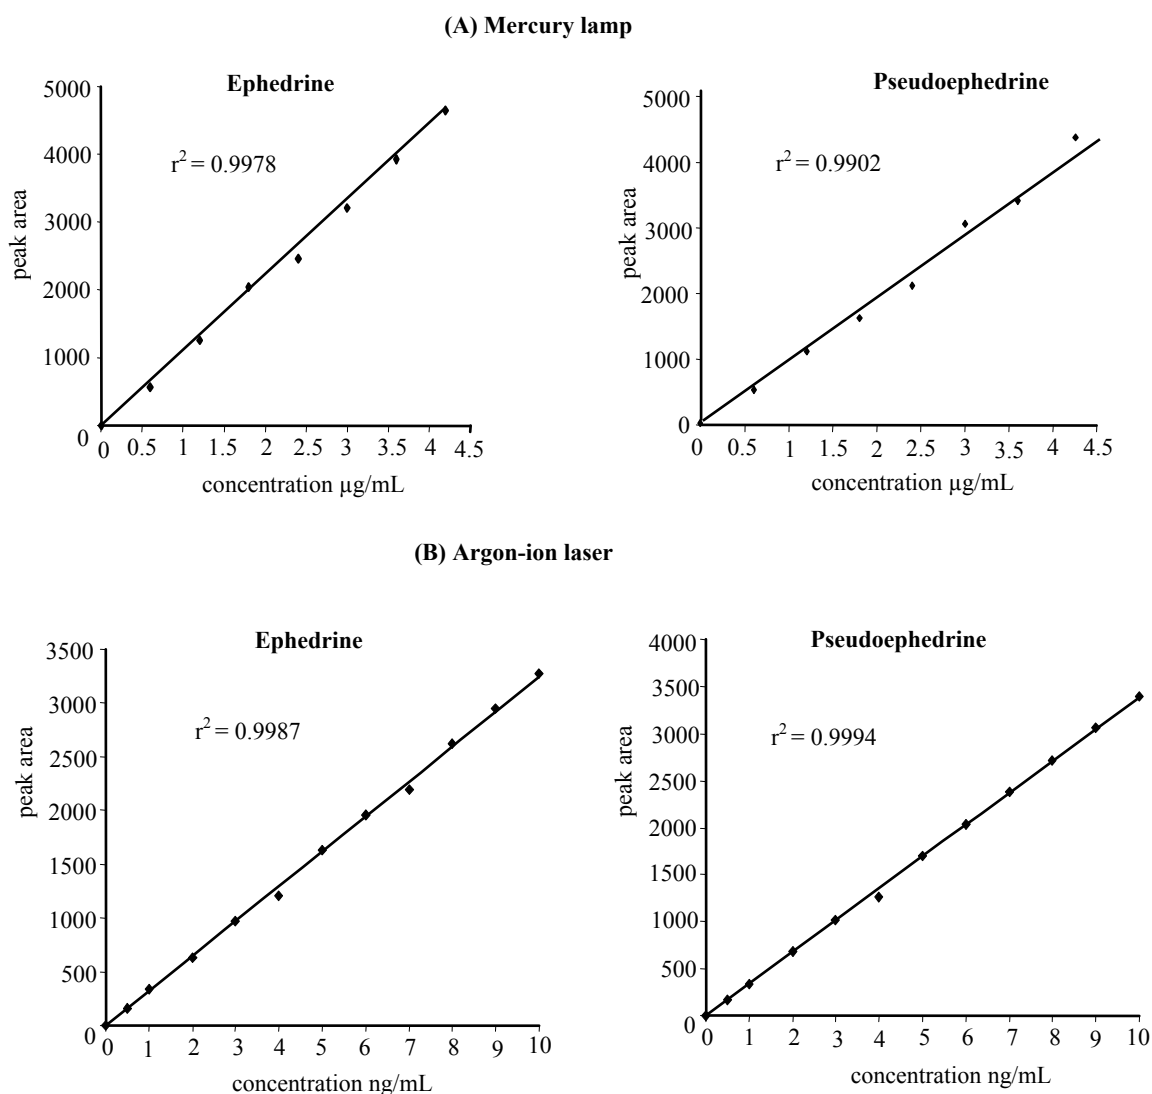 (A) Mercury lamp
Ephedrine
5000
4000
3000
2000
1000
0
r² = 0.9978
peak area
0 0.5 1 1.5 2 2.5 3 3.5 4 4.5
concentration µg/mL
Pseudoephedrine
5000
4000
3000
2000
1000
0
r² = 0.9902
peak area
0 0.5 1 1.5 2 2.5 3 3.5 4 4.5
concentration µg/mL
(B) Argon-ion laser
Ephedrine
3500
3000
2500
2000
1500
1000
500
0
r² = 0.9987
peak area
0 1 2 3 4 5 6 7 8 9 10
concentration ng/mL
Pseudoephedrine
4000
3500
3000
2500
2000
1500
1000
500
0
r² = 0.9994
peak area
0 1 2 3 4 5 6 7 8 9 10
concentration ng/mL